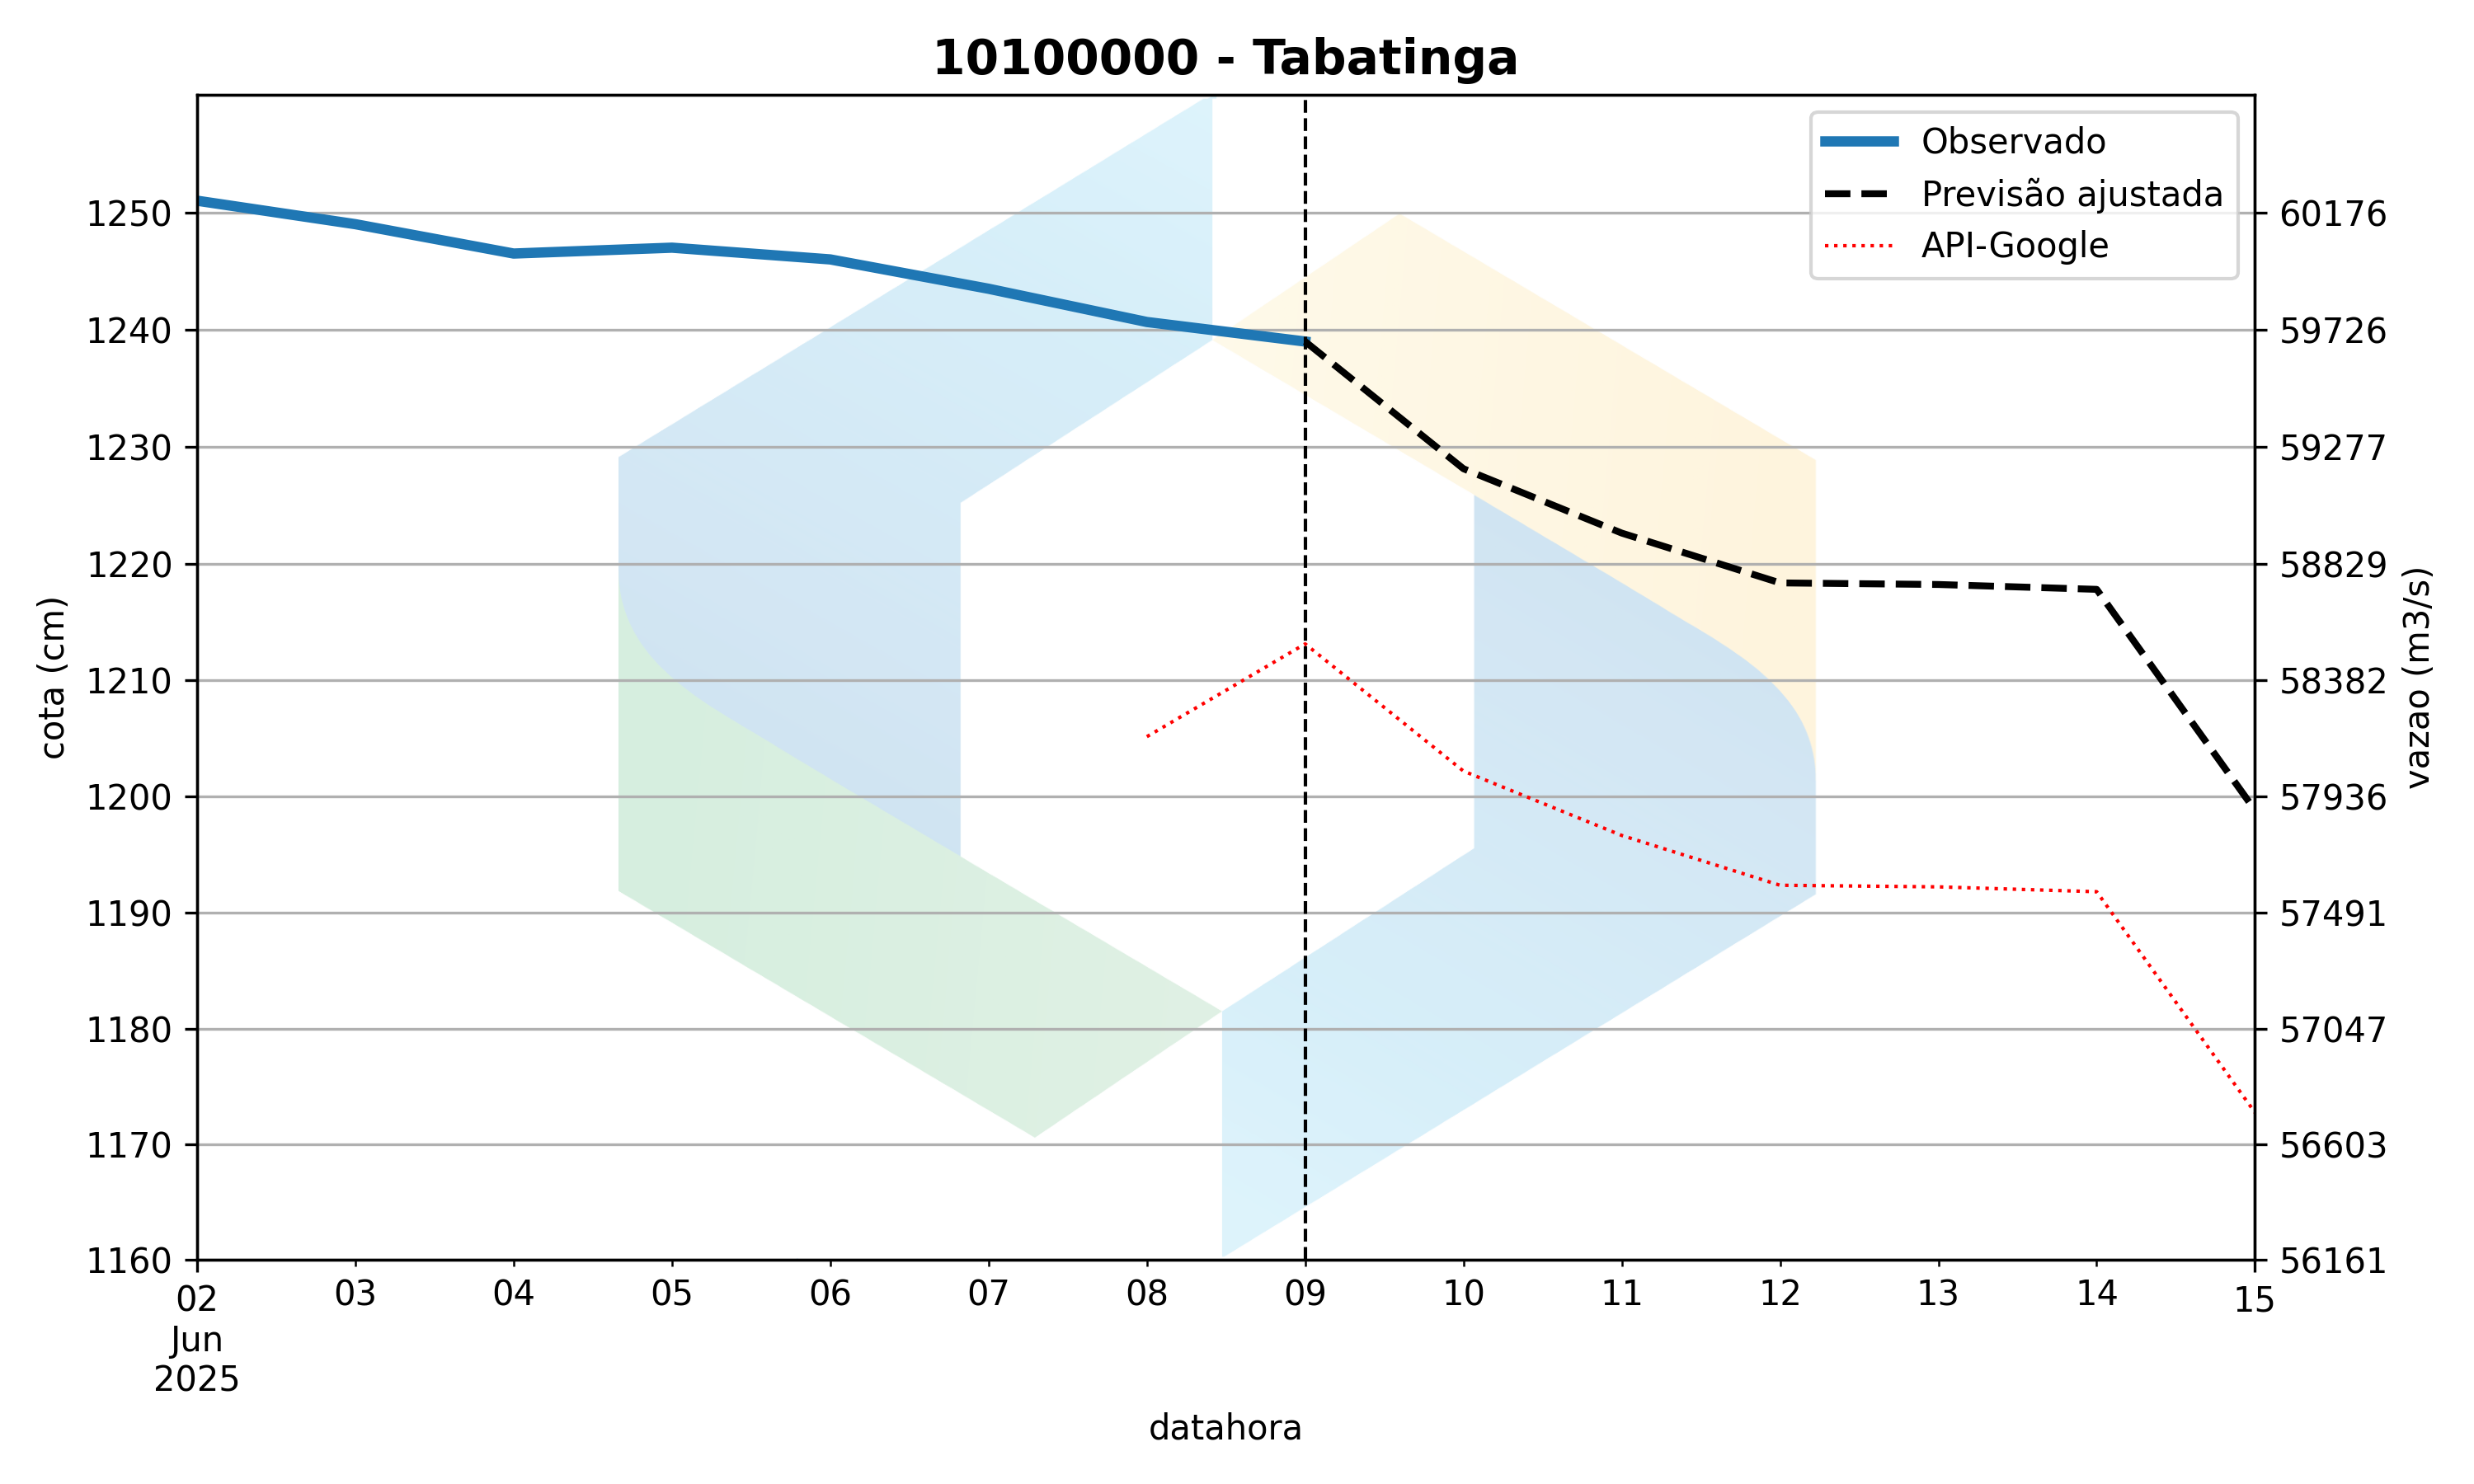 10100000 - Tabatinga
Observado
Previsão ajustada
API-Google
1250
1240
1230
1220
1210
1200
1190
1180
1170
1160
cota (cm)
60176
59726
59277
58829
58382
57936
57491
57047
56603
56161
vazao (m3/s)
02 03 04 05 06 07 08 09 10 11 12 13 14 15
Jun
2025
datahora